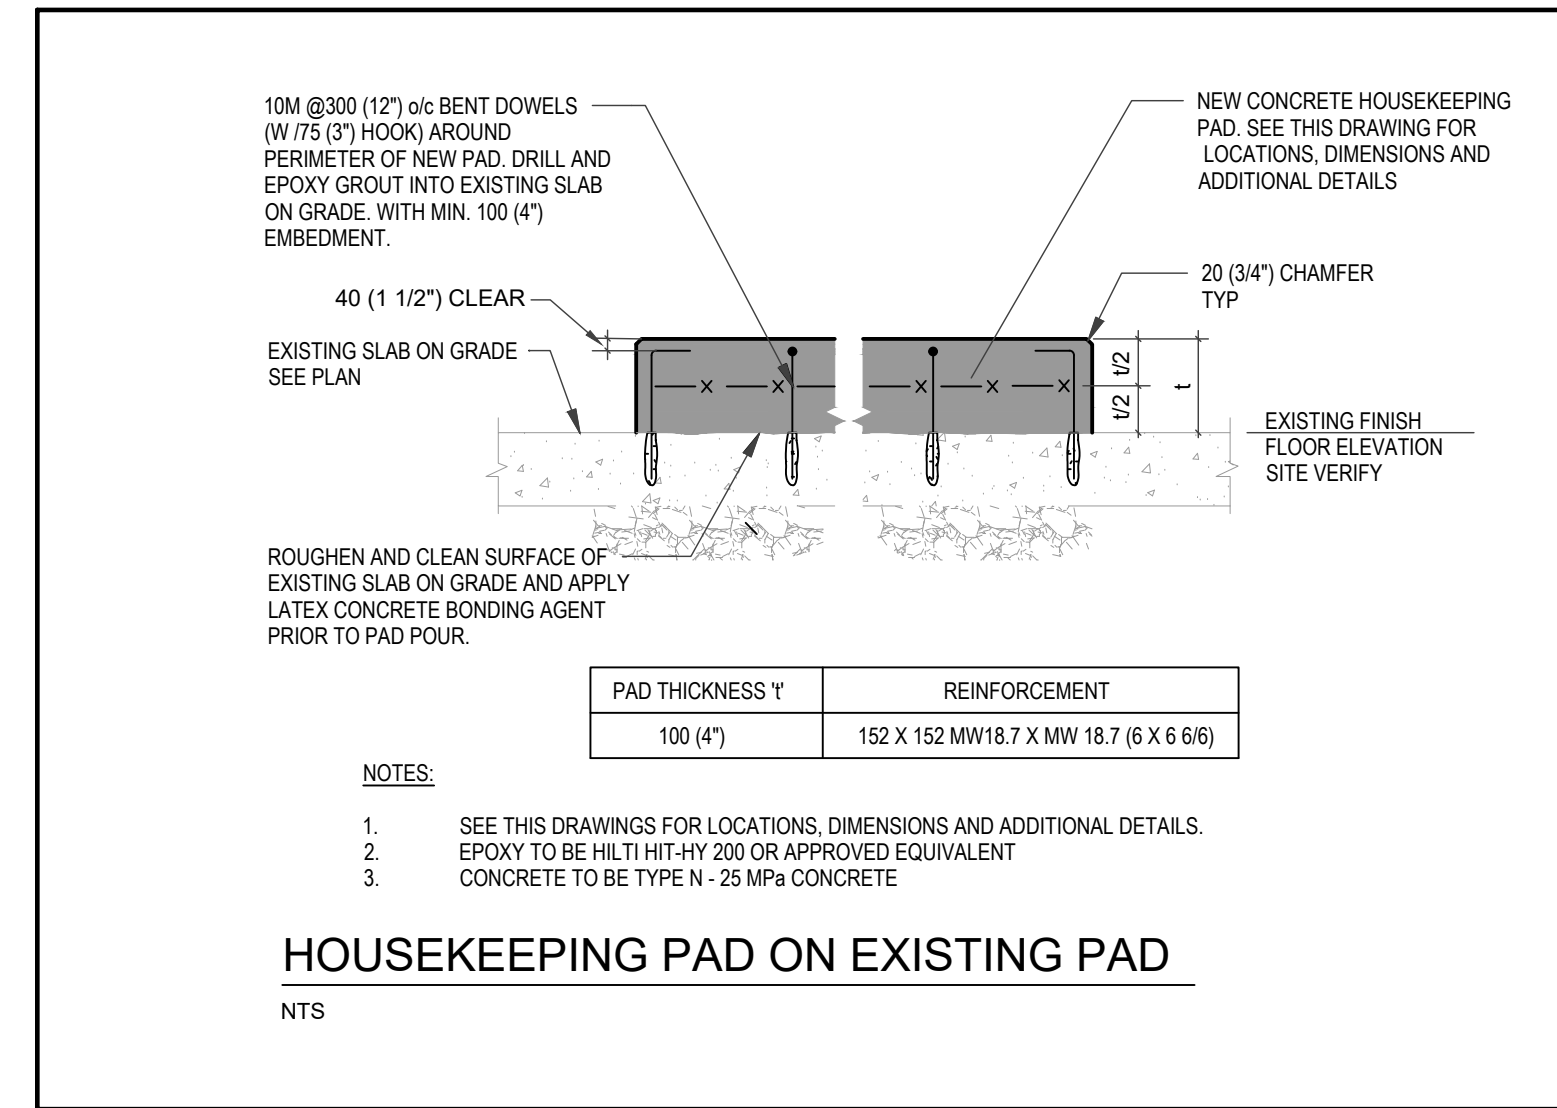 10M @300 (12") o/c BENT DOWELS
(W /75 (3") HOOK) AROUND
PERIMETER OF NEW PAD. DRILL AND
EPOXY GROUT INTO EXISTING SLAB
ON GRADE. WITH MIN. 100 (4")
EMBEDMENT.
NEW CONCRETE HOUSEKEEPING
PAD. SEE THIS DRAWING FOR
LOCATIONS, DIMENSIONS AND
ADDITIONAL DETAILS
40 (1 1/2") CLEAR
20 (3/4") CHAMFER
TYP
EXISTING SLAB ON GRADE
SEE PLAN
t/2
t/2
t
EXISTING FINISH
FLOOR ELEVATION
SITE VERIFY
ROUGHEN AND CLEAN SURFACE OF
EXISTING SLAB ON GRADE AND APPLY
LATEX CONCRETE BONDING AGENT
PRIOR TO PAD POUR.
PAD THICKNESS 't' REINFORCEMENT
100 (4") 152 X 152 MW18.7 X MW 18.7 (6 X 6 6/6)
NOTES:
1. SEE THIS DRAWINGS FOR LOCATIONS, DIMENSIONS AND ADDITIONAL DETAILS.
2. EPOXY TO BE HILTI HIT-HY 200 OR APPROVED EQUIVALENT
3. CONCRETE TO BE TYPE N - 25 MPa CONCRETE
HOUSEKEEPING PAD ON EXISTING PAD
NTS